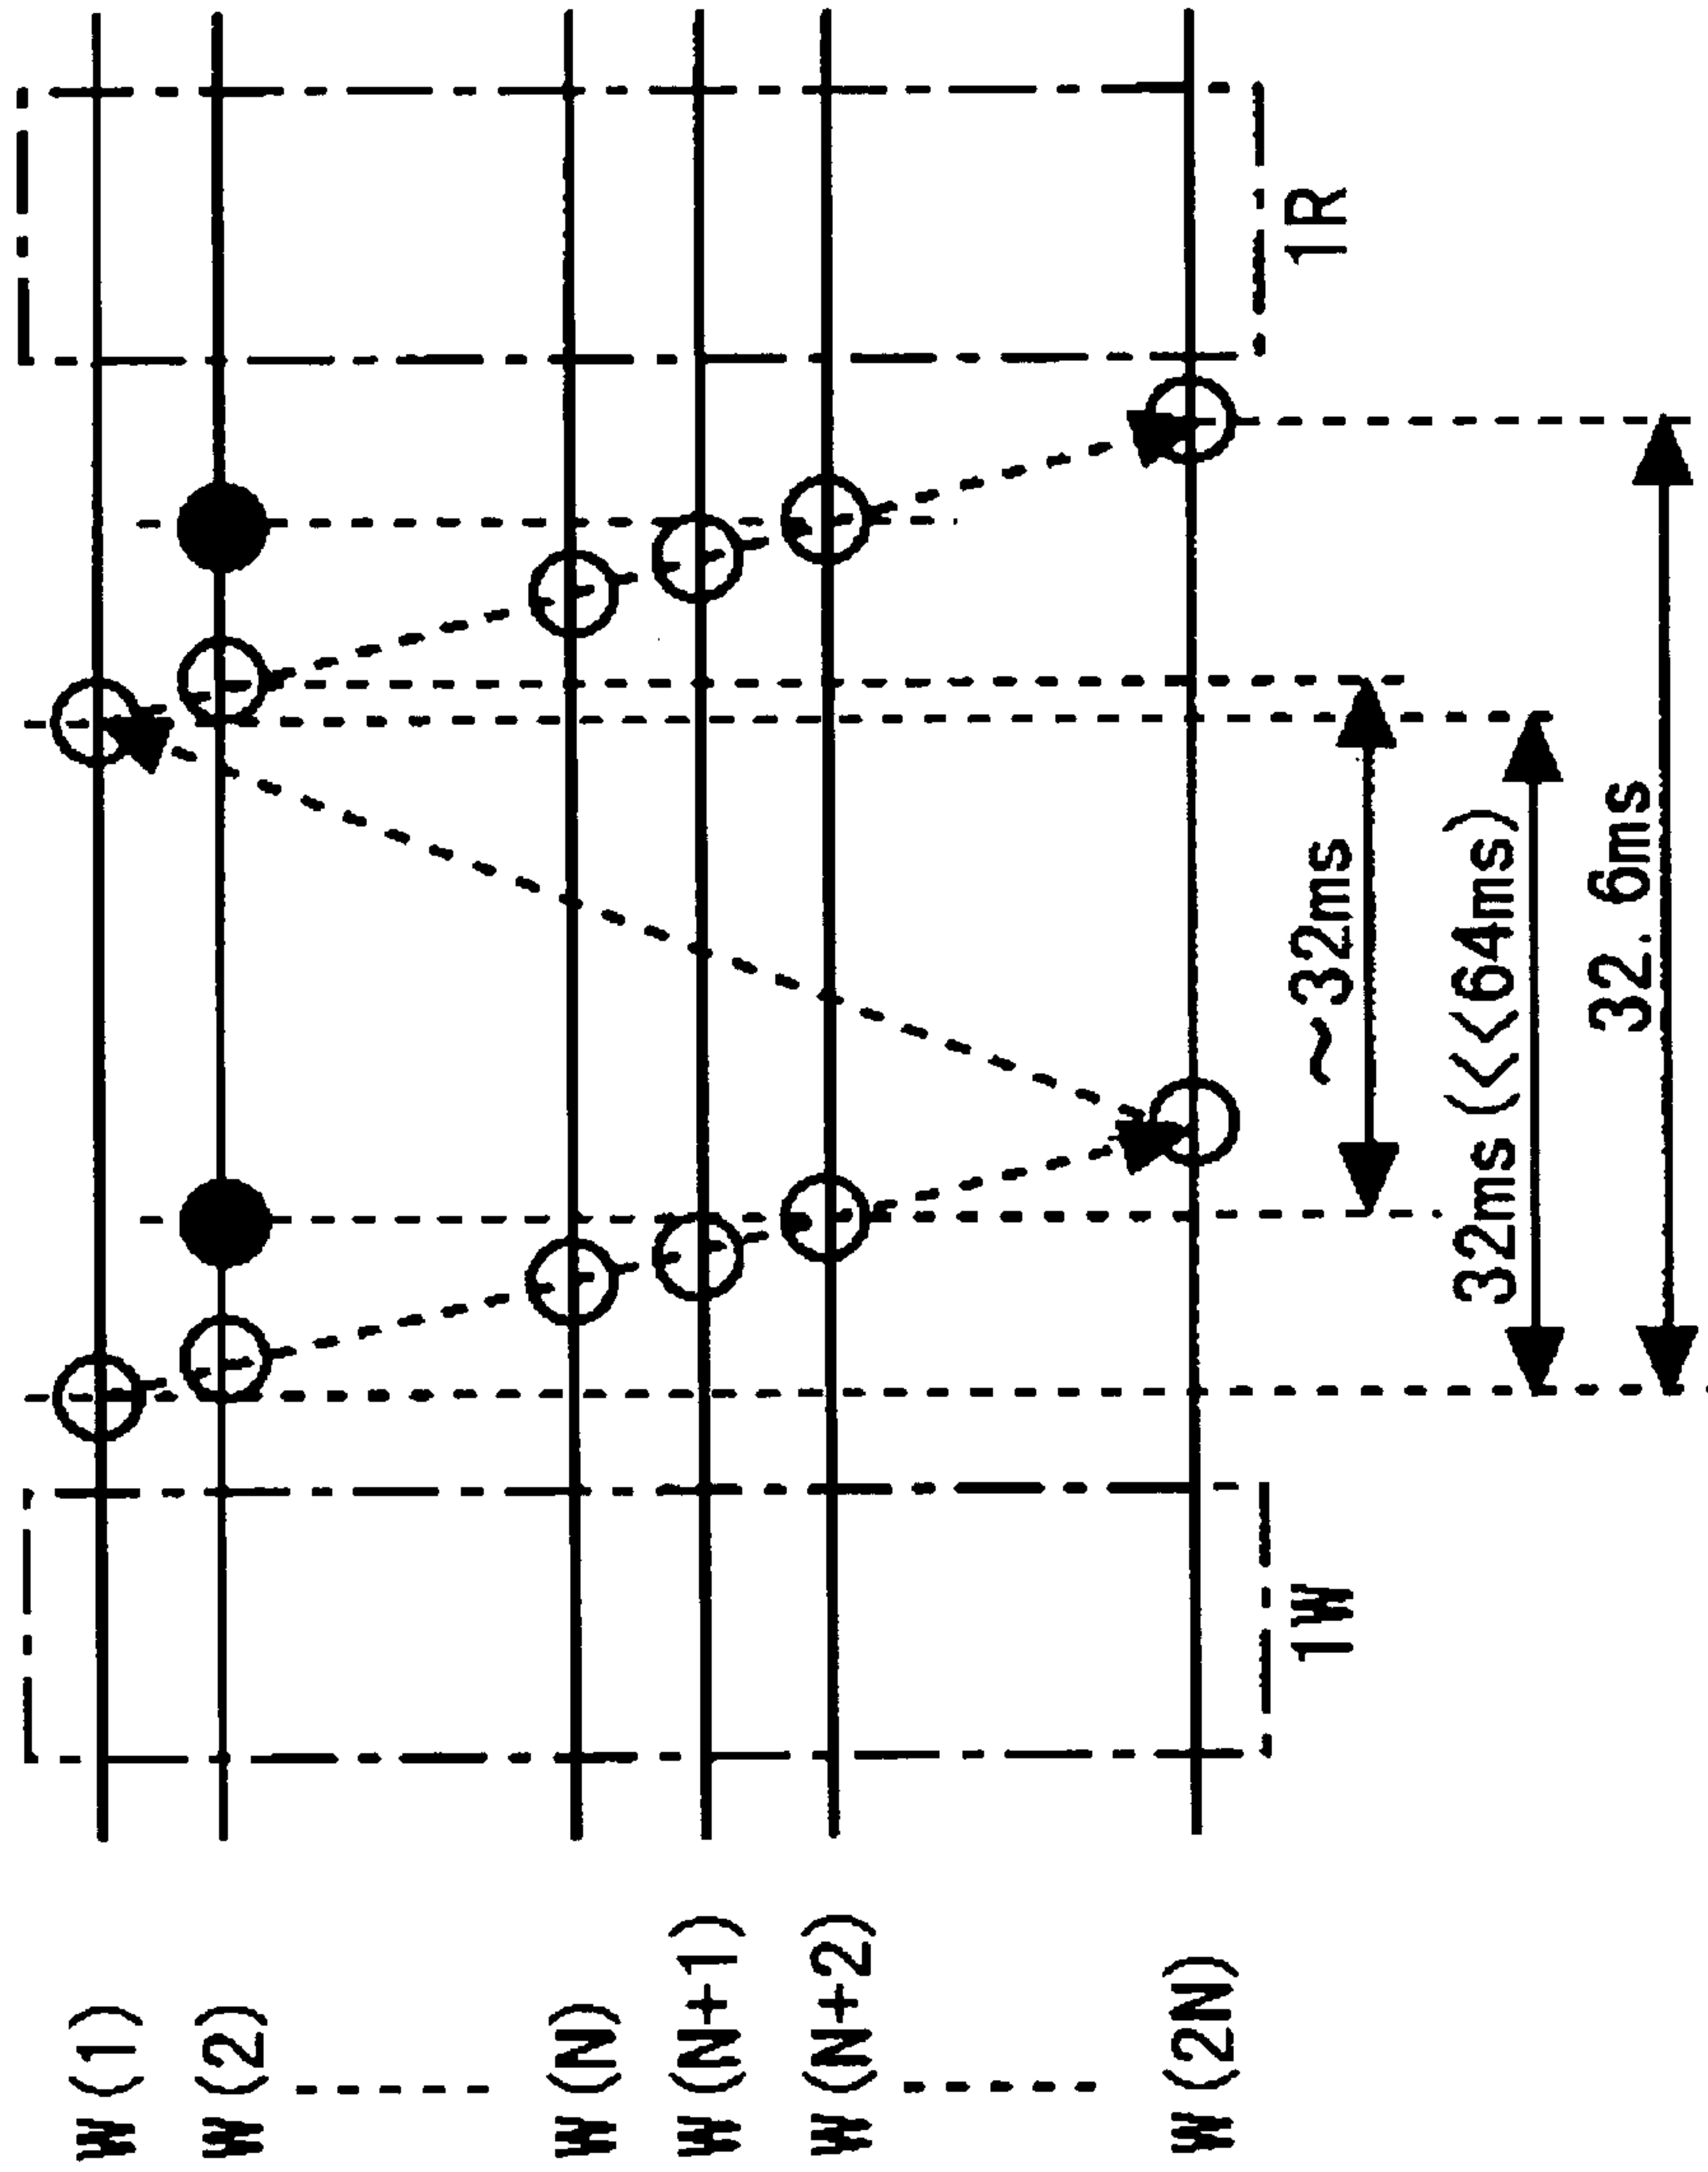 W(1)
W(2)
W(N)
W(N+1)
W(N+2)
W(2N)
1W
1R
~32ms
32ms(<<64ms)
32.6ms